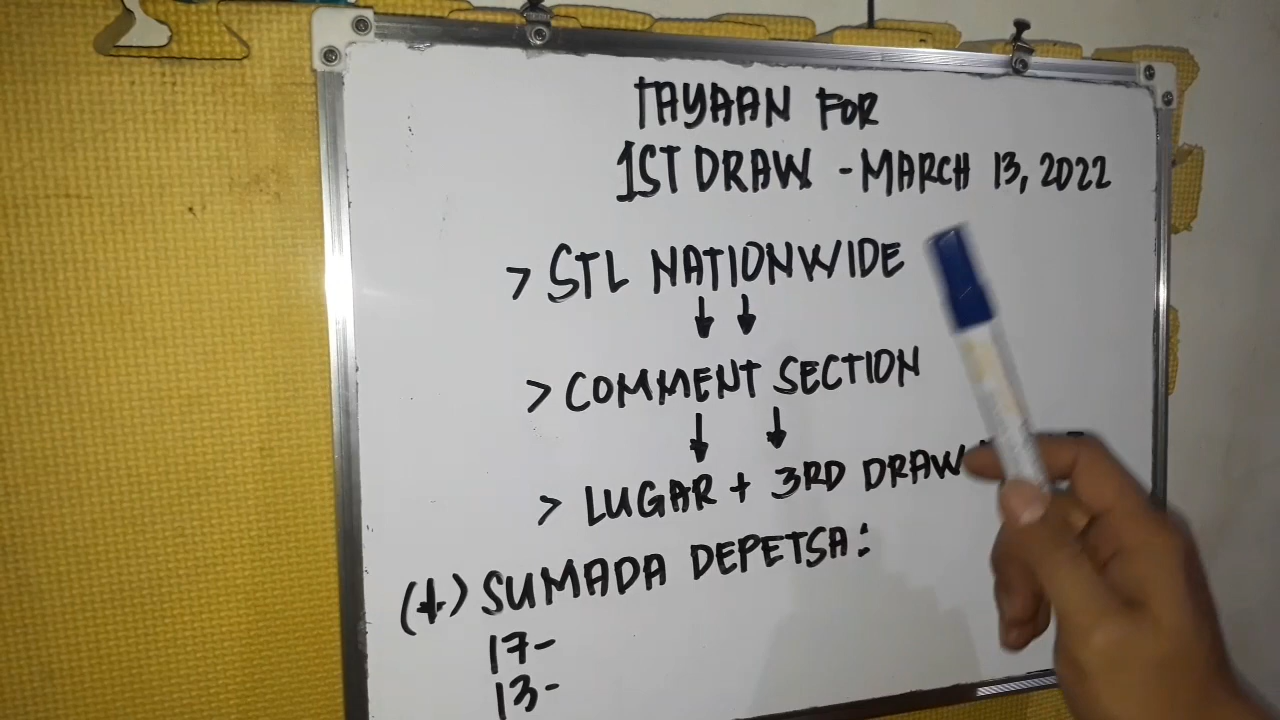 TAYAAN FOR
1ST DRAW - MARCH 13, 2022
> STL NATIONWIDE
↓ ↓
> COMMENT SECTION
↓ ↓
> LUGAR + 3RD DRAW
(+) SUMADA DEPETSA:
17-
13-